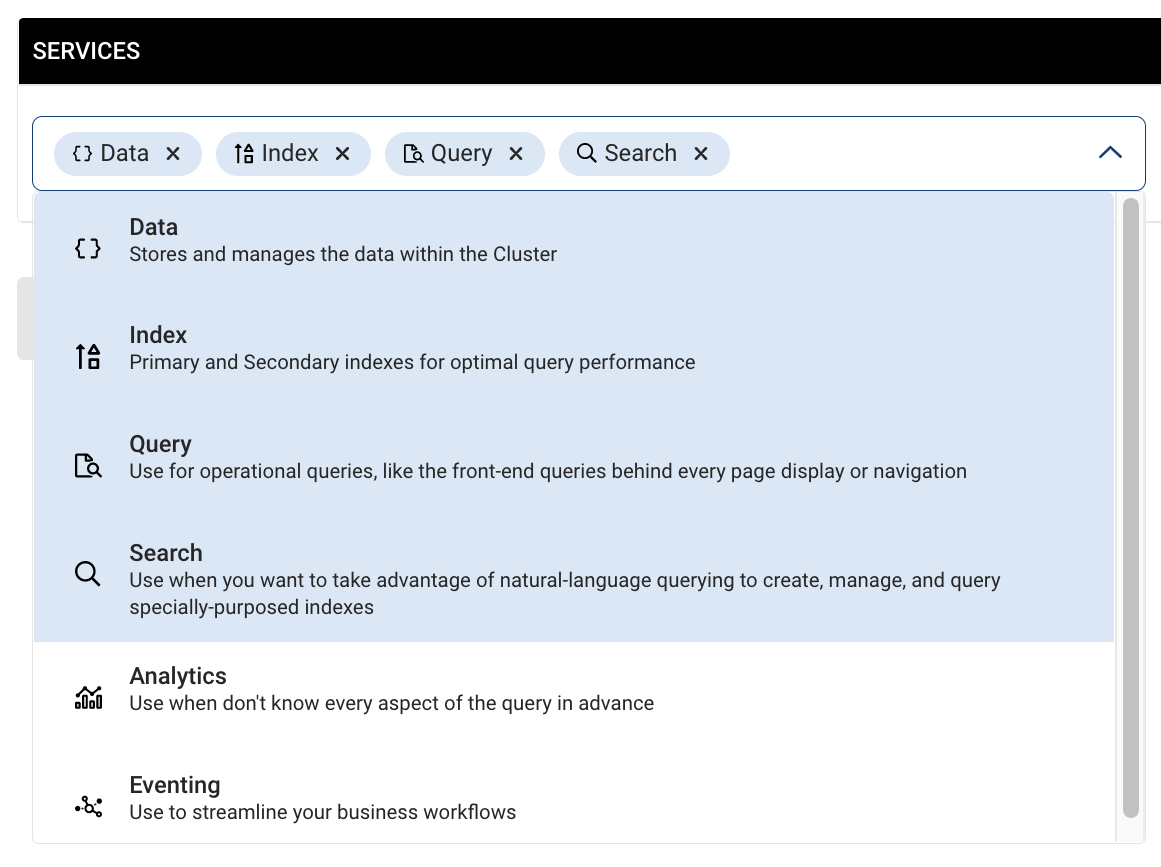 SERVICES
Data Index Query Search
Data
Stores and manages the data within the Cluster
Index
Primary and Secondary indexes for optimal query performance
Query
Use for operational queries, like the front-end queries behind every page display or navigation
Search
Use when you want to take advantage of natural-language querying to create, manage, and query
specially-purposed indexes
Analytics
Use when don't know every aspect of the query in advance
Eventing
Use to streamline your business workflows